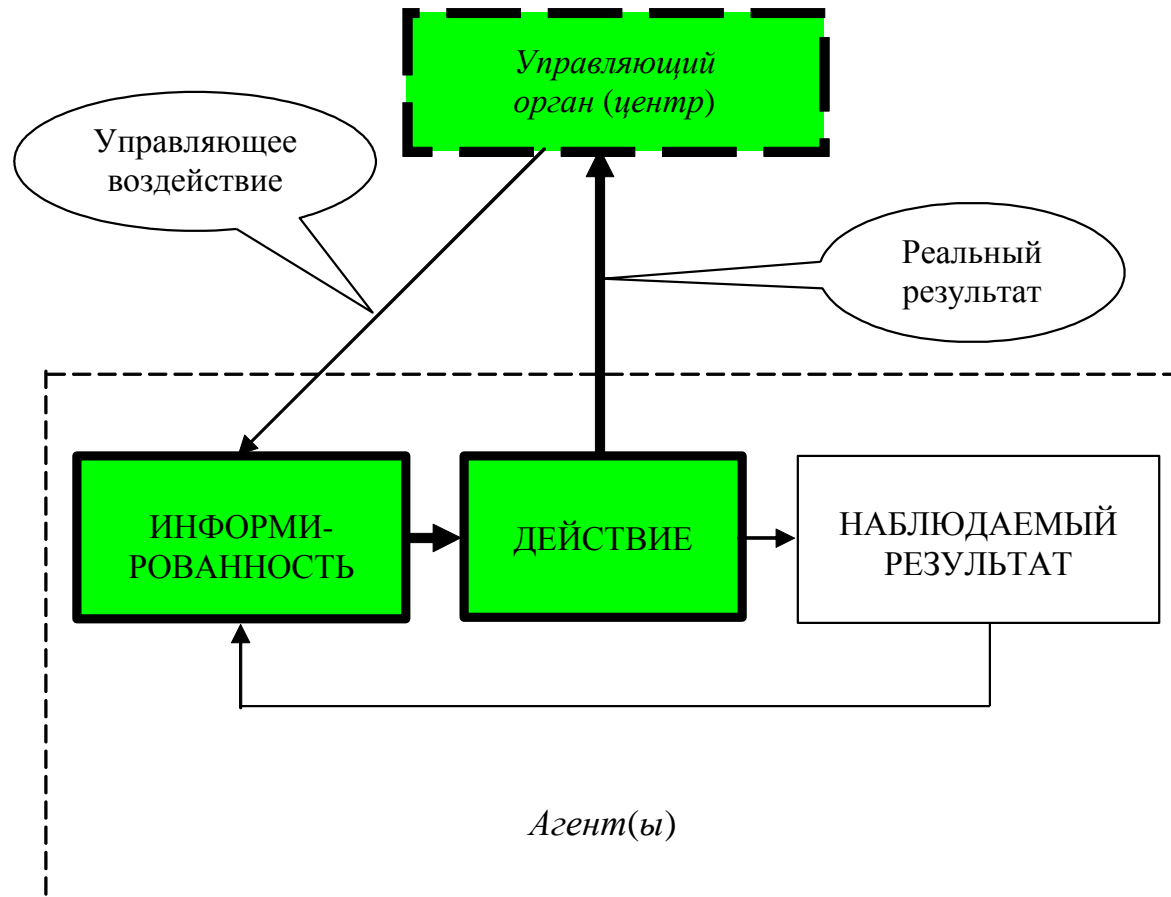 Управляющий
орган (центр)
Управляющее
воздействие
Реальный
результат
ИНФОРМИ-
РОВАННОСТЬ
ДЕЙСТВИЕ
НАБЛЮДАЕМЫЙ
РЕЗУЛЬТАТ
Агент(ы)